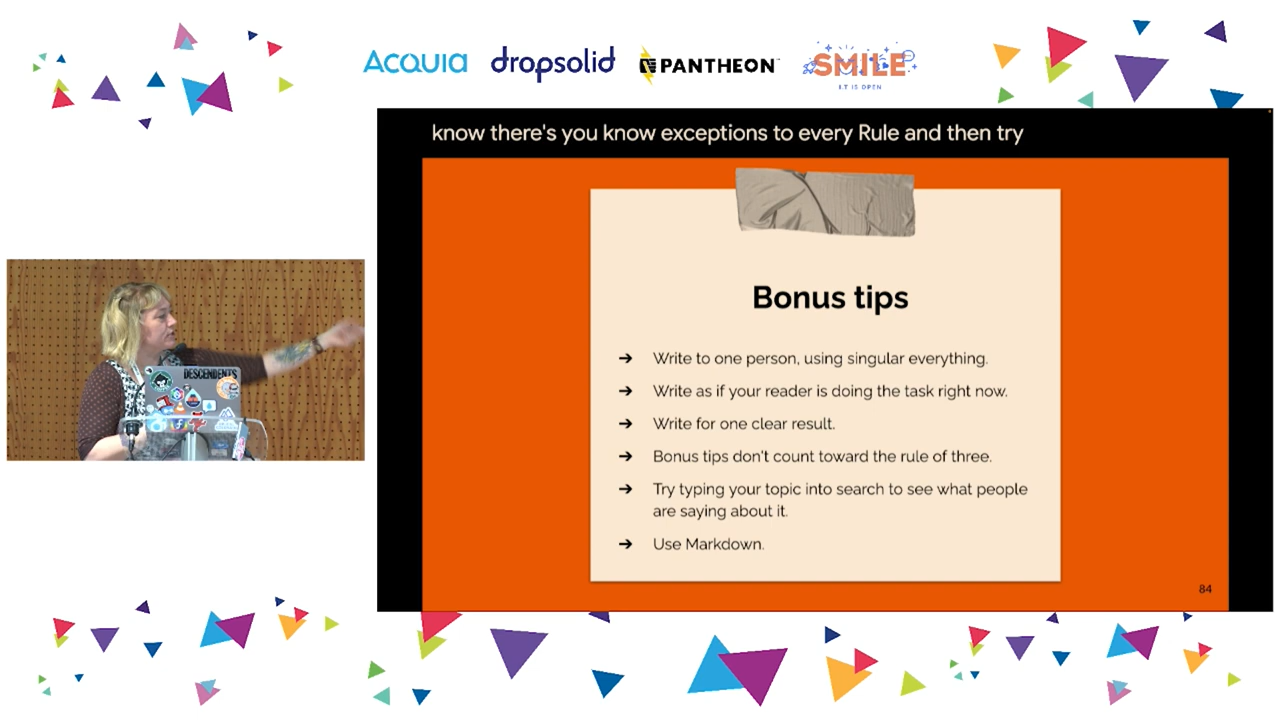 ACQUIA dropsolid PANTHEON SMILE
I.T IS OPEN
know there's you know exceptions to every Rule and then try
Bonus tips
➔ Write to one person, using singular everything.
➔ Write as if your reader is doing the task right now.
➔ Write for one clear result.
➔ Bonus tips don't count toward the rule of three.
➔ Try typing your topic into search to see what people
are saying about it.
➔ Use Markdown.
84
DESCENDENTS